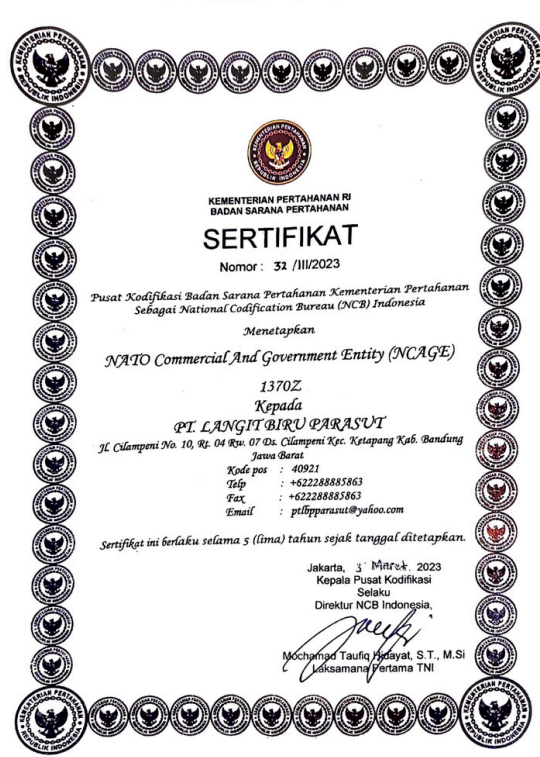 KEMENTERIAN PERTAHANAN
REPUBLIK INDONESIA
KEMENTERIAN PERTAHANAN RI
BADAN SARANA PERTAHANAN
SERTIFIKAT
Nomor : 32 /III/2023
Pusat Kodifikasi Badan Sarana Pertahanan Kementerian Pertahanan
Sebagai National Codification Bureau (NCB) Indonesia
Menetapkan
NATO Commercial And Government Entity (NCAGE)
1370Z
Kepada
PT. LANGIT BIRU PARASUT
Jl. Cilampeni No. 10, Rt. 04 Rw. 07 Ds. Cilampeni Kec. Ketapang Kab. Bandung
Jawa Barat
Kode pos : 40921
Telp : +622288885863
Fax : +622288885863
Email : ptlbpparasut@yahoo.com
Sertifikat ini berlaku selama 5 (lima) tahun sejak tanggal ditetapkan.
Jakarta, 3 Maret 2023
Kepala Pusat Kodifikasi
Selaku
Direktur NCB Indonesia,
Mochamad Taufiq Hidayat, S.T., M.Si
Laksamana Pertama TNI